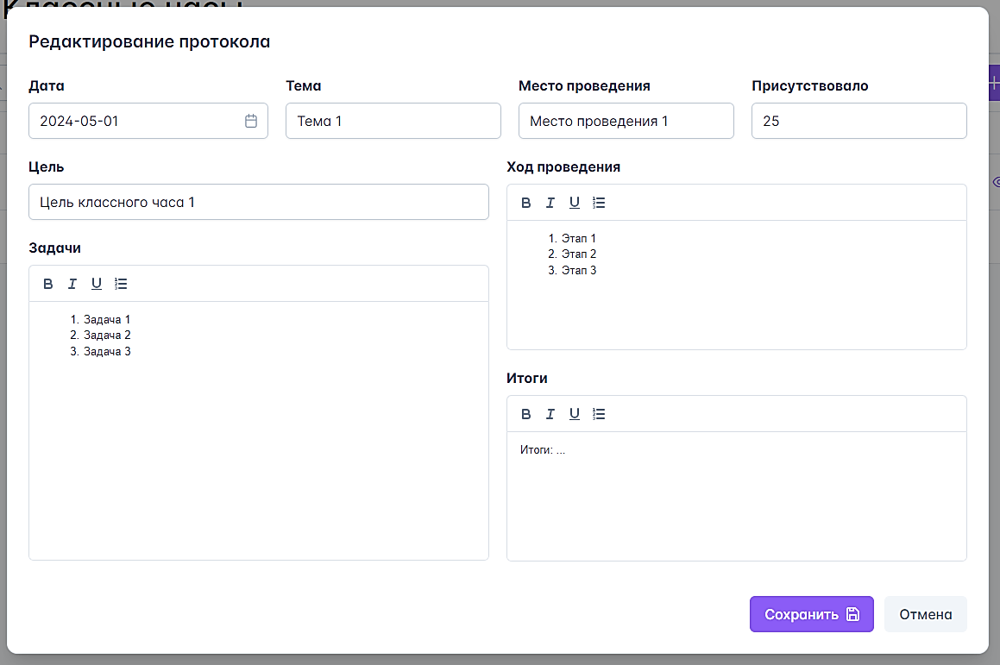 Классные часы
Редактирование протокола
Дата
Тема
Место проведения
Присутствовало
2024-05-01
Тема 1
Место проведения 1
25
Цель
Ход проведения
Цель классного часа 1
B I U
Задачи
1. Этап 1
2. Этап 2
3. Этап 3
B I U
1. Задача 1
2. Задача 2
3. Задача 3
Итоги
B I U
Итоги: ...
Сохранить
Отмена